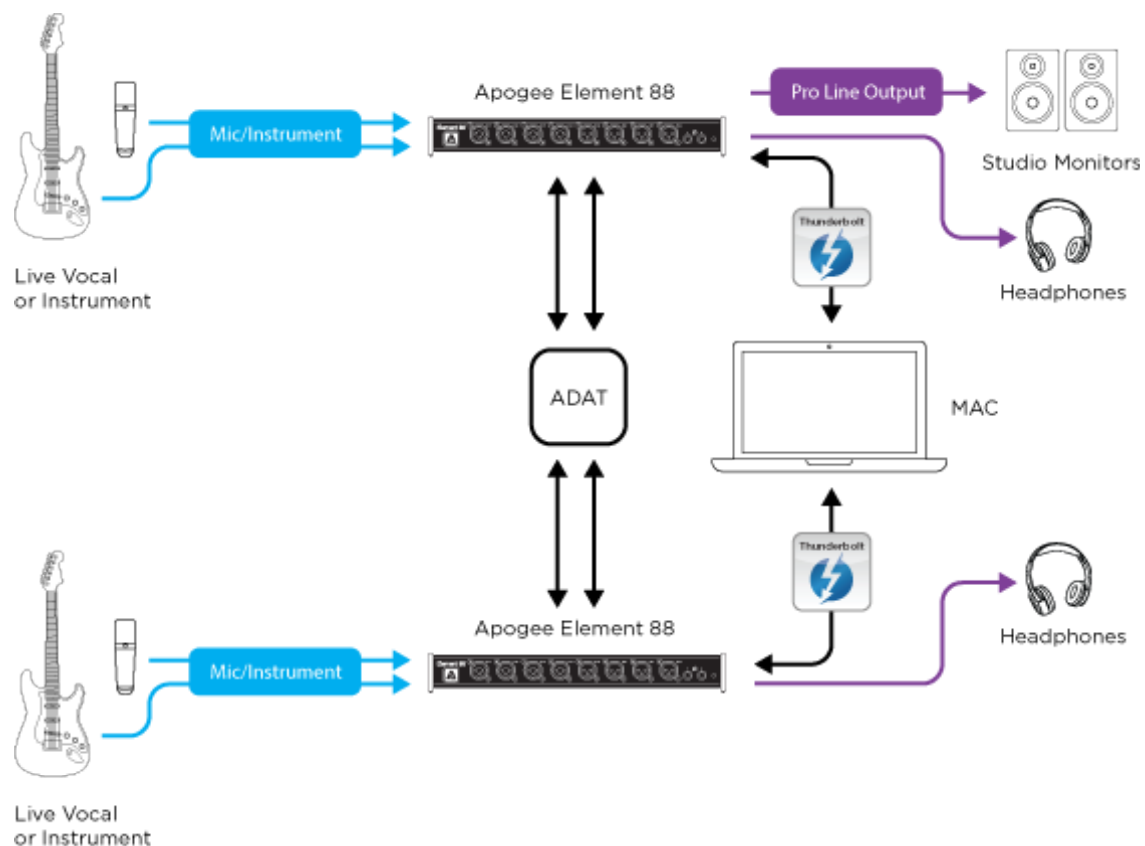 Apogee Element 88
Pro Line Output
Mic/Instrument
Studio Monitors
Thunderbolt
Live Vocal
or Instrument
Headphones
ADAT
MAC
Thunderbolt
Apogee Element 88
Headphones
Mic/Instrument
Live Vocal
or Instrument